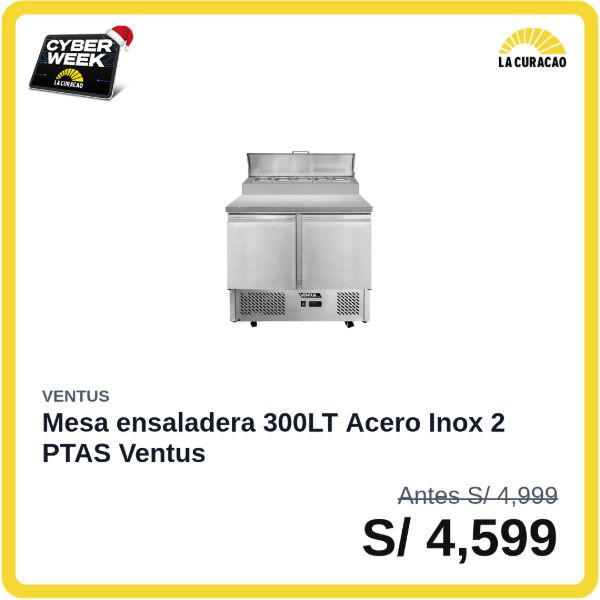 CYBER
WEEK
LA CURACAO
LA CURACAO
VENTUS
VENTUS
Mesa ensaladera 300LT Acero Inox 2
PTAS Ventus
Antes S/ 4,999
S/ 4,599